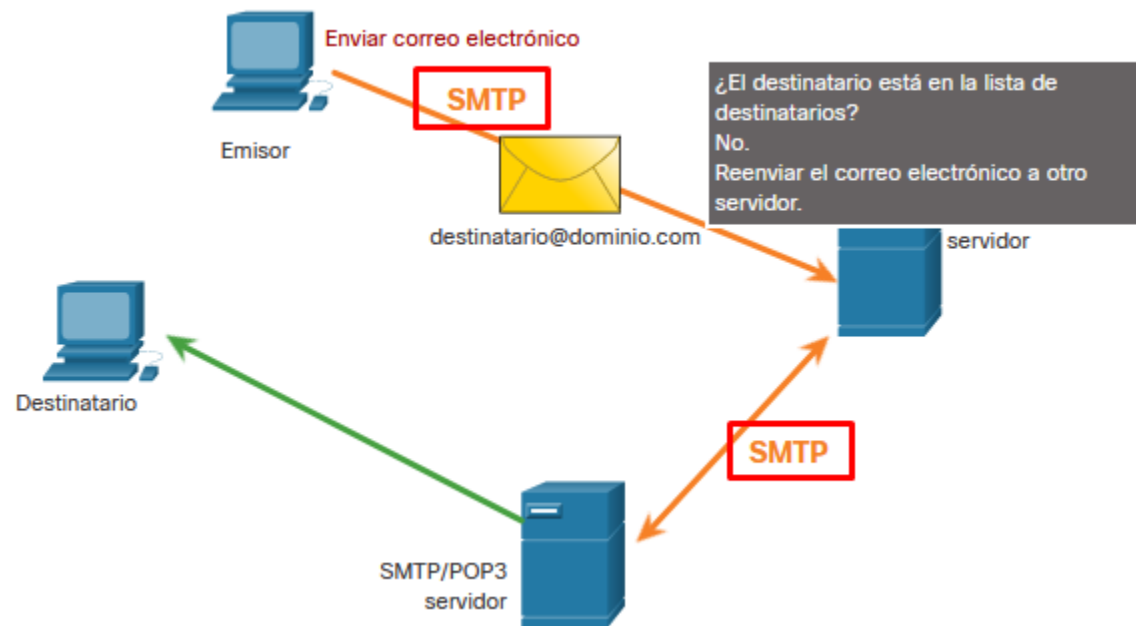 Enviar correo electrónico
SMTP
Emisor
¿El destinatario está en la lista de
destinatarios?
No.
Reenviar el correo electrónico a otro
servidor.
destinatario@dominio.com
servidor
Destinatario
SMTP
SMTP/POP3
servidor